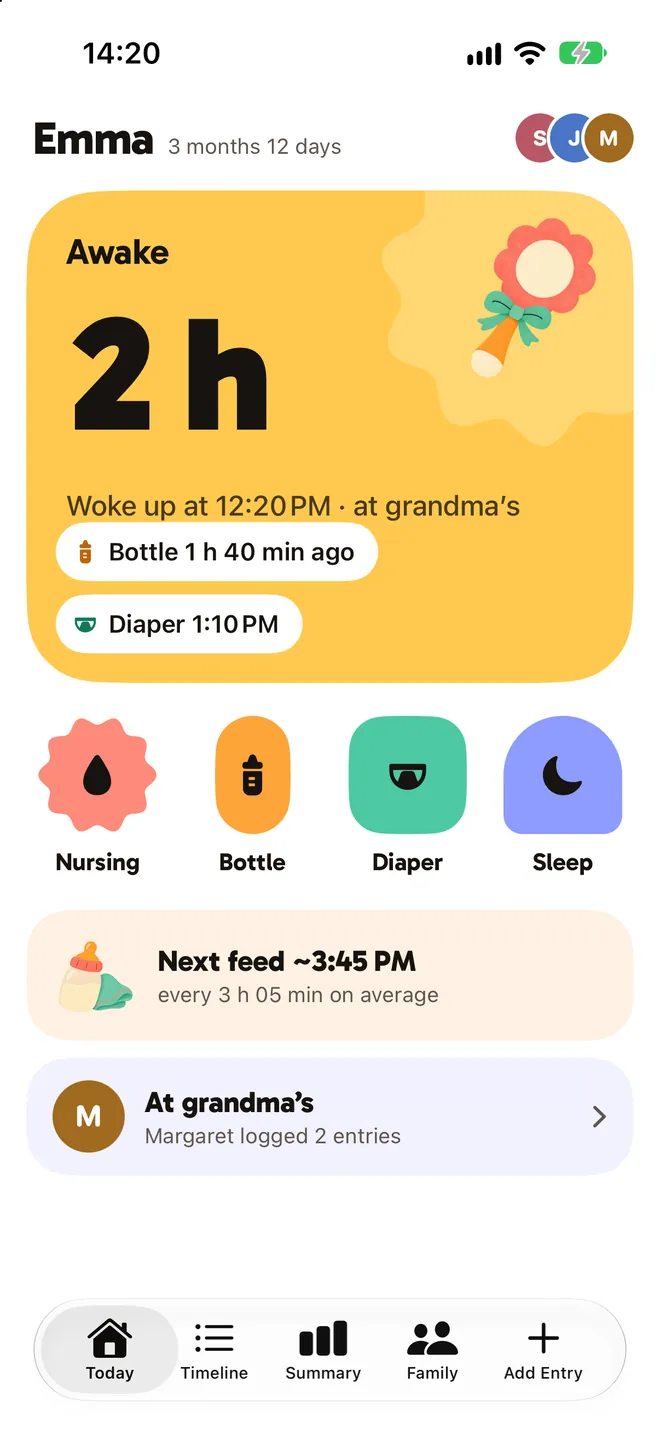 14:20
Emma 3 months 12 days
S J M
Awake
2 h
Woke up at 12:20 PM · at grandma’s
Bottle 1 h 40 min ago
Diaper 1:10 PM
Nursing Bottle Diaper Sleep
Next feed ~3:45 PM
every 3 h 05 min on average
M
At grandma’s
Margaret logged 2 entries
Today Timeline Summary Family Add Entry